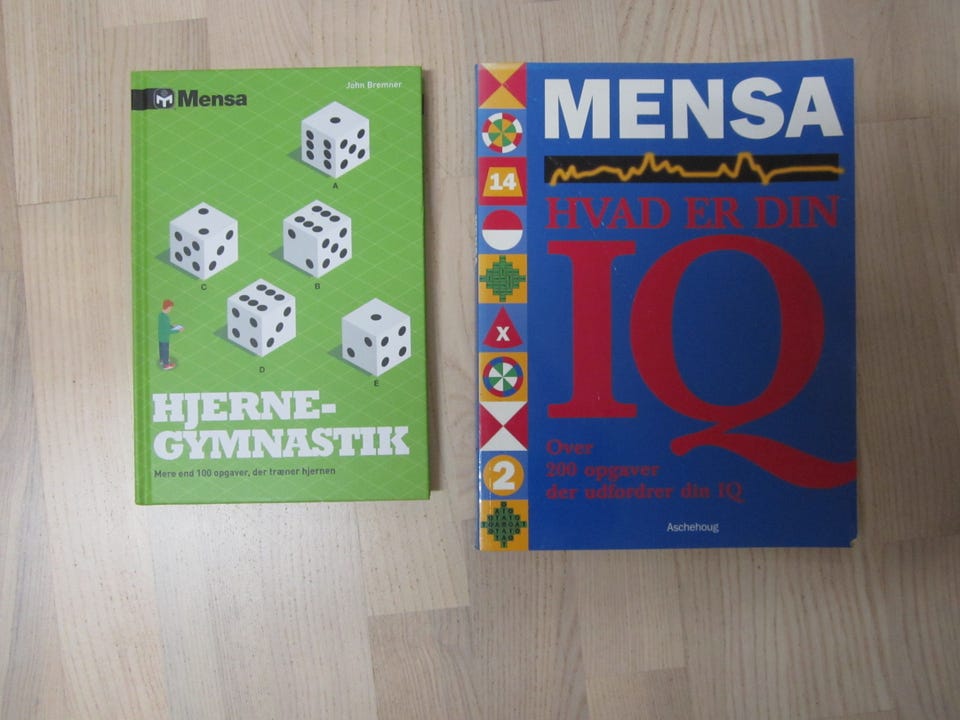 Mensa
John Bremner
A
C
B
D
E
HJERNE-
GYMNASTIK
Mere end 100 opgaver, der træner hjernen
MENSA
HVAD ER DIN
IQ
14
X
2
Over
200 opgaver
der udfordrer din IQ
Aschehoug